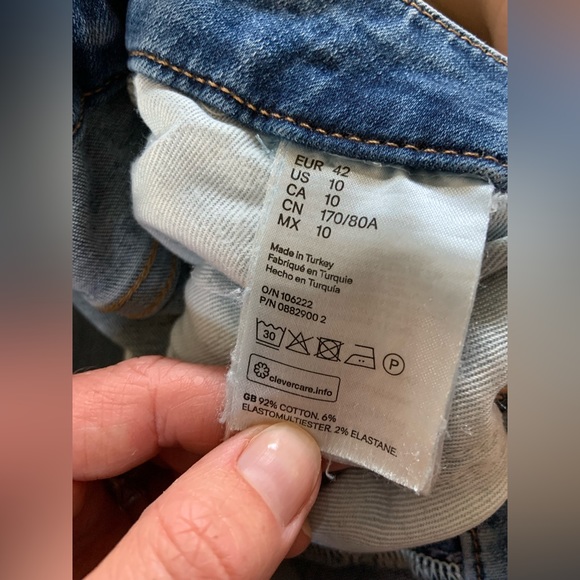 EUR 42
US 10
CA 10
CN 170/80A
MX 10
Made in Turkey
Fabriqué en Turquie
Hecho en Turquía
O/N 106222
P/N 0882900 2
30
P
clevercare.info
GB 92% COTTON. 6%
ELASTOMULTIESTER. 2% ELASTANE.